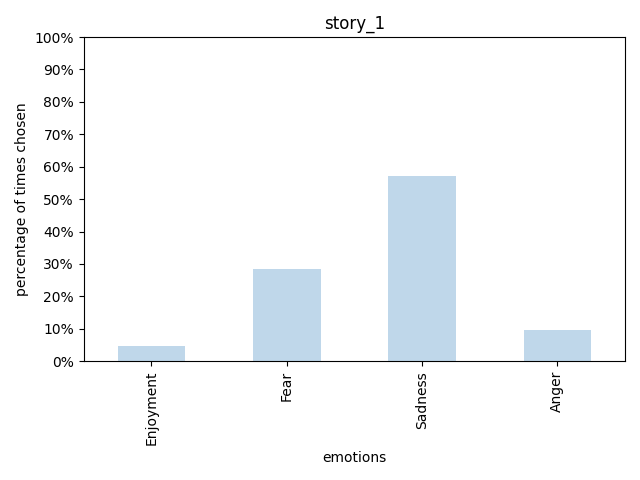 story_1
100%
90%
80%
70%
60%
50%
40%
30%
20%
10%
0%
percentage of times chosen
Enjoyment
Fear
Sadness
Anger
emotions